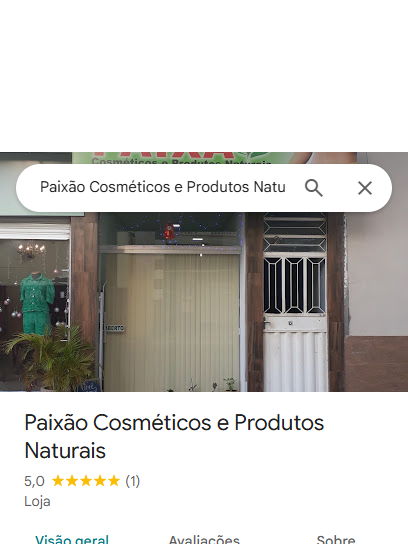 PAIXÃO
Cosméticos e Produtos Naturais
Paixão Cosméticos e Produtos Natu
ABERTO
Paixão Cosméticos e Produtos
Naturais
5,0 ★★★★★ (1)
Loja
Visão geral
Avaliações
Sobre